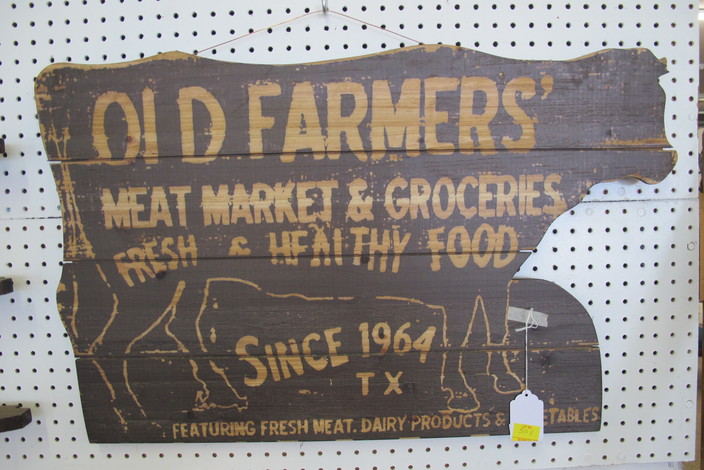 OLD FARMERS'
MEAT MARKET & GROCERIES
FRESH & HEALTHY FOOD
SINCE 1964
TX
FEATURING FRESH MEAT. DAIRY PRODUCTS &